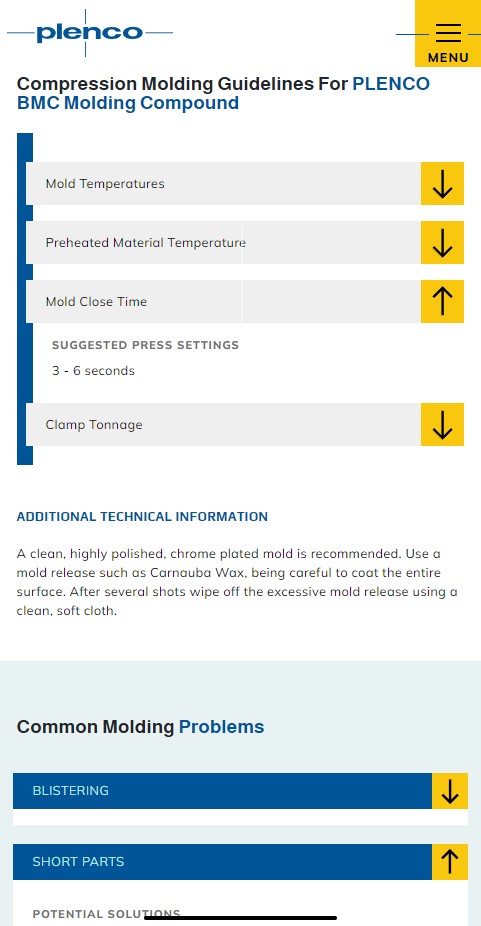 plenco
MENU
Compression Molding Guidelines For PLENCO
BMC Molding Compound
Mold Temperatures
Preheated Material Temperature
Mold Close Time
SUGGESTED PRESS SETTINGS
3 - 6 seconds
Clamp Tonnage
ADDITIONAL TECHNICAL INFORMATION
A clean, highly polished, chrome plated mold is recommended. Use a
mold release such as Carnauba Wax, being careful to coat the entire
surface. After several shots wipe off the excessive mold release using a
clean, soft cloth.
Common Molding Problems
BLISTERING
SHORT PARTS
POTENTIAL SOLUTIONS